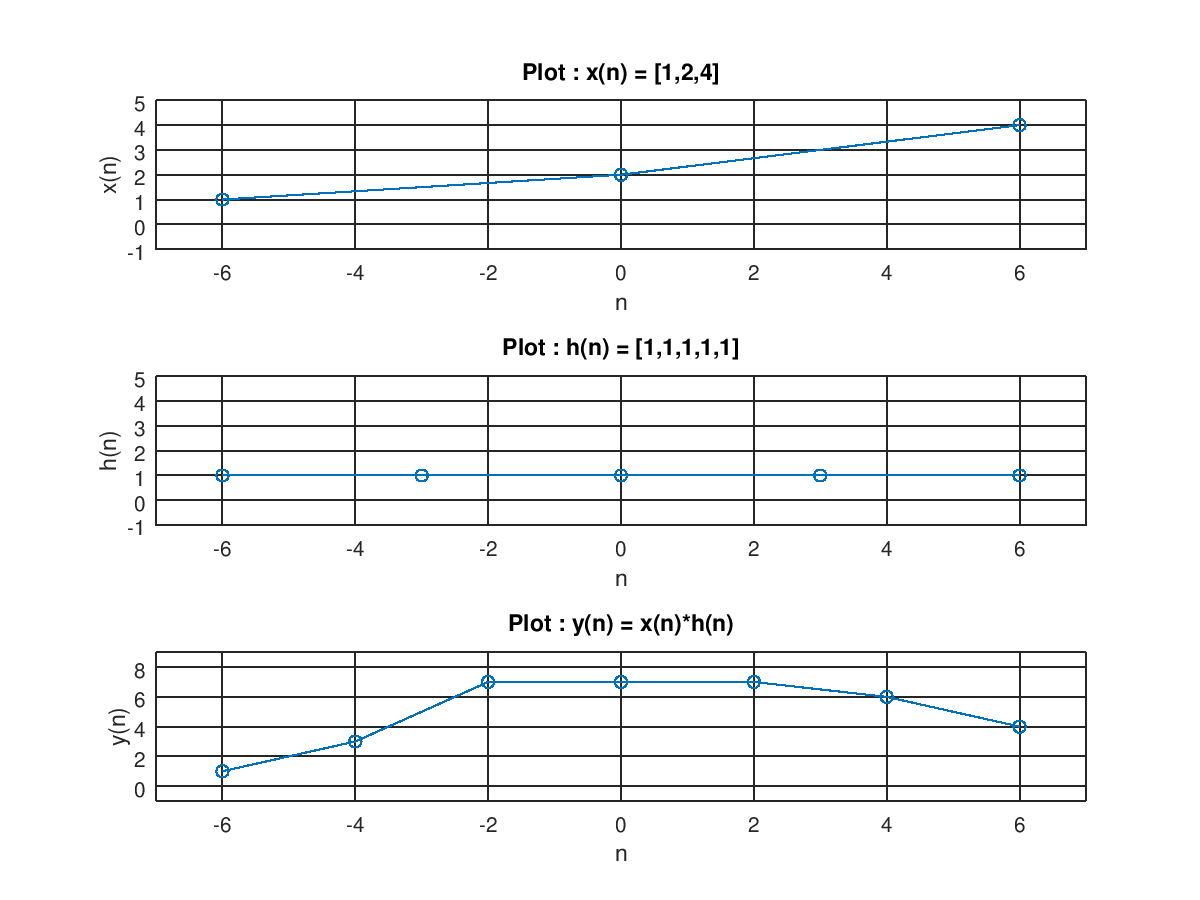 Plot : x(n) = [1,2,4]
5
4
3
2
1
0
-1
x(n)
-6 -4 -2 0 2 4 6
n
Plot : h(n) = [1,1,1,1,1]
5
4
3
2
1
0
-1
h(n)
-6 -4 -2 0 2 4 6
n
Plot : y(n) = x(n)*h(n)
8
6
4
2
0
y(n)
-6 -4 -2 0 2 4 6
n